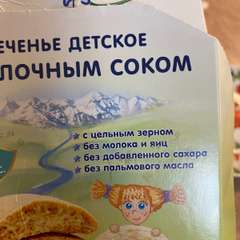 ЕЧЕНЬЕ ДЕТСКОЕ
ЛОЧНЫМ СОКОМ
★ с цельным зерном
★ без молока и яиц
★ без добавленного сахара
★ без пальмового масла